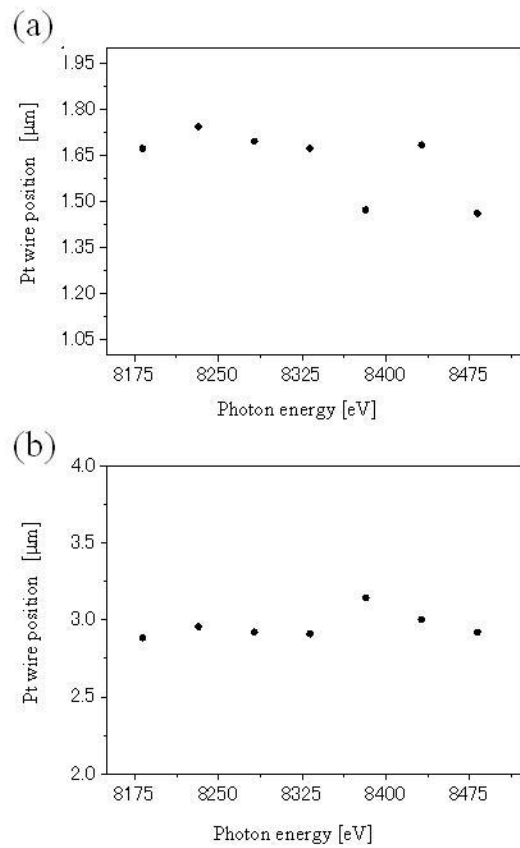 (a)
Pt wire position [μm]
1.95
1.80
1.65
1.50
1.35
1.20
1.05
8175 8250 8325 8400 8475
Photon energy [eV]
(b)
Pt wire position [μm]
4.0
3.5
3.0
2.5
2.0
8175 8250 8325 8400 8475
Photon energy [eV]